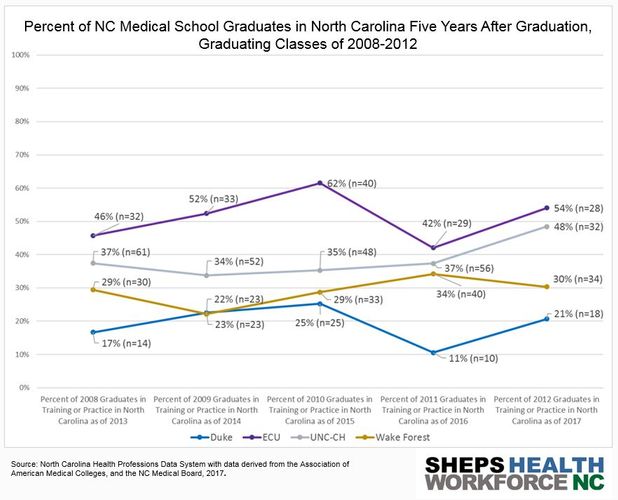 Percent of NC Medical School Graduates in North Carolina Five Years After Graduation,
Graduating Classes of 2008-2012
100%
90%
80%
70%
60%
50%
40%
30%
20%
10%
0%
46% (n=32)
52% (n=33)
62% (n=40)
42% (n=29)
54% (n=28)
37% (n=61)
34% (n=52)
35% (n=48)
37% (n=56)
48% (n=32)
29% (n=30)
22% (n=23)
29% (n=33)
34% (n=40)
30% (n=34)
17% (n=14)
23% (n=23)
25% (n=25)
11% (n=10)
21% (n=18)
Percent of 2008 Graduates in
Training or Practice in North
Carolina as of 2013
Percent of 2009 Graduates in
Training or Practice in North
Carolina as of 2014
Percent of 2010 Graduates in
Training or Practice in North
Carolina as of 2015
Percent of 2011 Graduates in
Training or Practice in North
Carolina as of 2016
Percent of 2012 Graduates in
Training or Practice in North
Carolina as of 2017
Duke ECU UNC-CH Wake Forest
Source: North Carolina Health Professions Data System with data derived from the Association of
American Medical Colleges, and the NC Medical Board, 2017.
SHEPS HEALTH
WORKFORCE NC